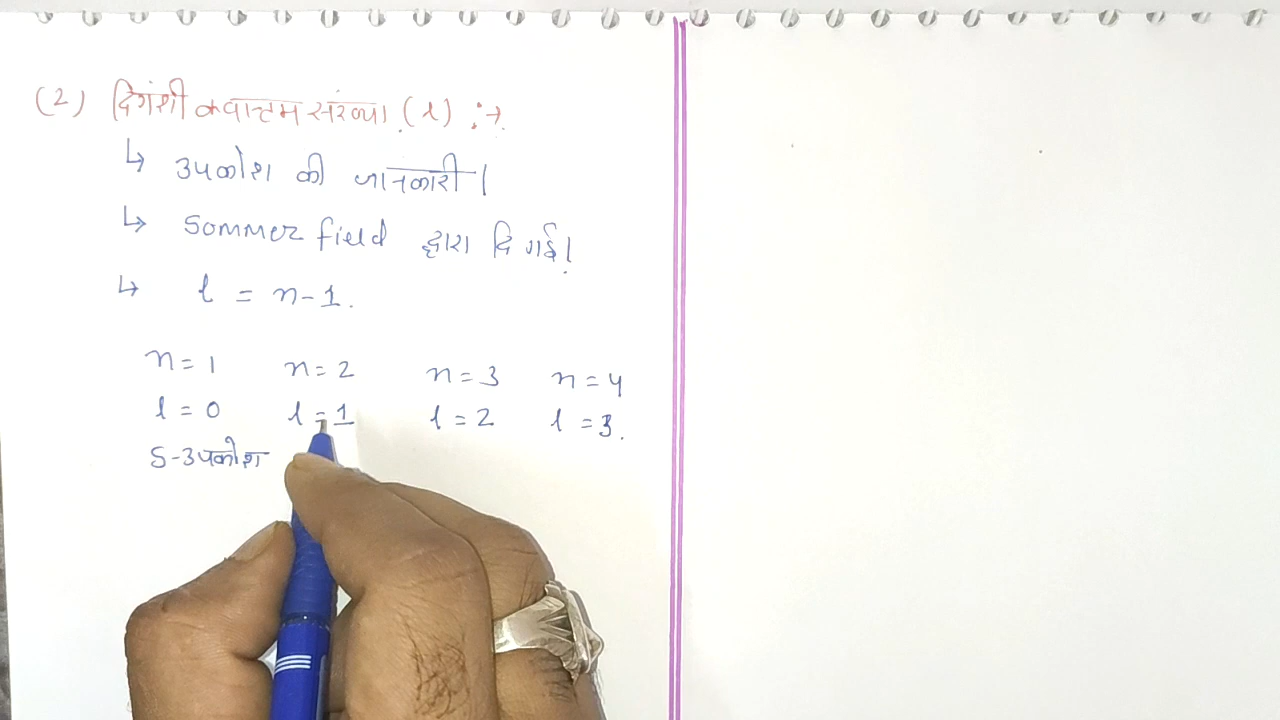 (2) दिगंशी क्वान्टम संख्या (l) :→
↳ उपकोश की जानकारी।
↳ Sommer field द्वारा दि गई।
↳ l = n-1.
n=1 n=2 n=3 n=4
l=0 l=1 l=2 l=3.
S-उपकोश